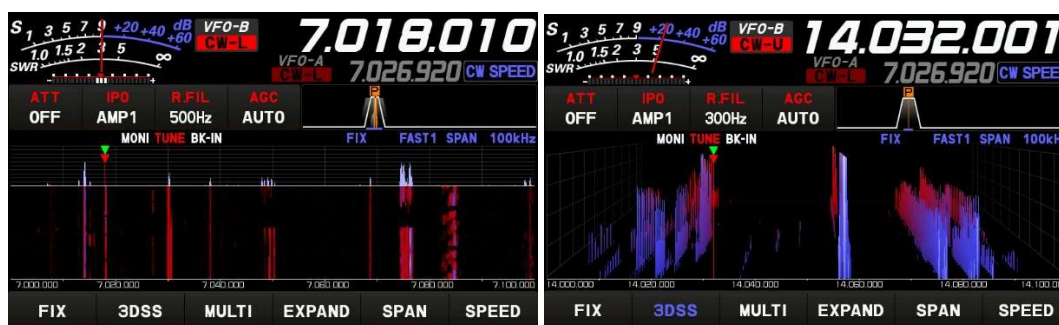 S 1 3 5 7 9 +20 +40 dB +60
VFO-B
CW-L
7.018.010
1.0 1.5 2 3 5 ∞
SWR
VFO-A
CW-L
7.026.920
CW SPEED
ATT IPO R.FIL AGC
OFF AMP1 500Hz AUTO
P
MONI TUNE BK-IN
FIX FAST1 SPAN 100kHz
7.000.000 7.020.000 7.040.000 7.060.000 7.080.000 7.100.000
FIX 3DSS MULTI EXPAND SPAN SPEED
S 1 3 5 7 9 +20 +40 dB +60
VFO-B
CW-U
14.032.001
1.0 1.5 2 3 5 ∞
SWR
VFO-A
CW-L
7.026.920
CW SPEED
ATT IPO R.FIL AGC
OFF AMP1 300Hz AUTO
P
MONI TUNE BK-IN
FIX FAST1 SPAN 100kH
14.000.000 14.020.000 14.040.000 14.060.000 14.080.000 14.100.00
FIX 3DSS MULTI EXPAND SPAN SPEED